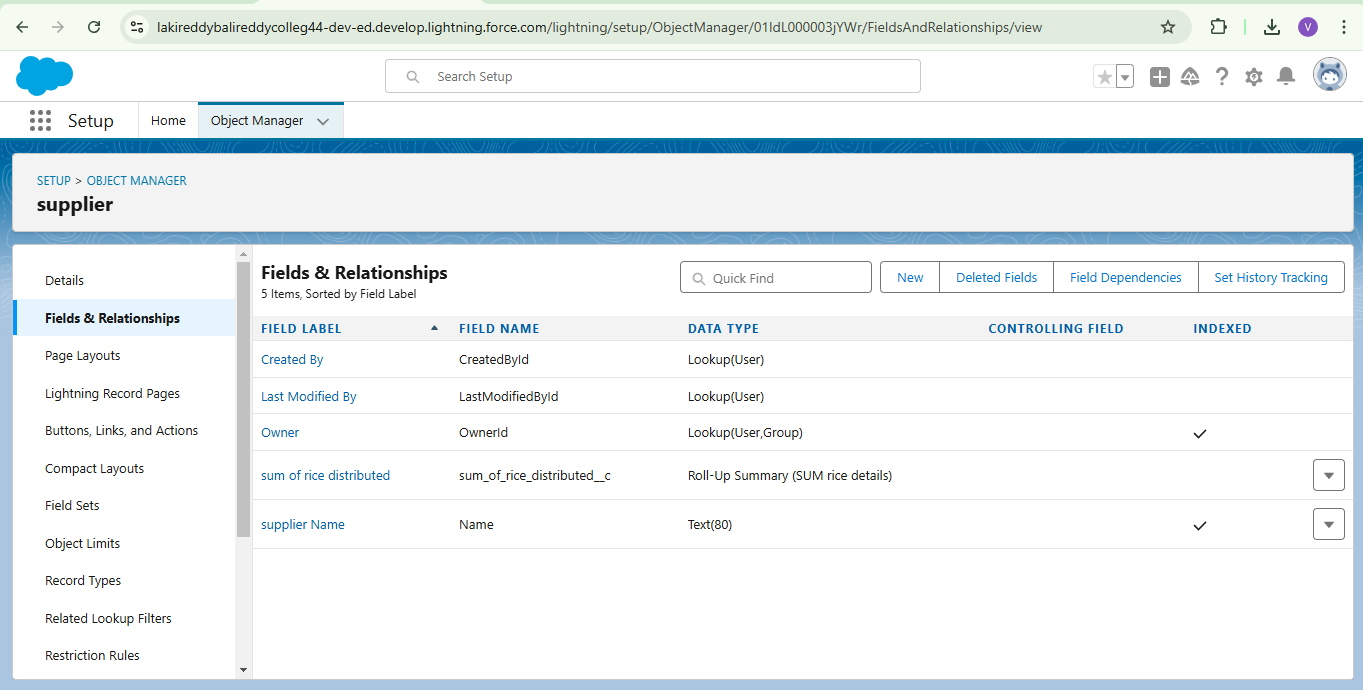 lakireddybalireddycolleg44-dev-ed.develop.lightning.force.com/lightning/setup/ObjectManager/01IdL000003jYWr/FieldsAndRelationships/view
V
Search Setup
Setup
Home
Object Manager
SETUP > OBJECT MANAGER
supplier
Details
Fields & Relationships
Page Layouts
Lightning Record Pages
Buttons, Links, and Actions
Compact Layouts
Field Sets
Object Limits
Record Types
Related Lookup Filters
Restriction Rules
Fields & Relationships
5 Items, Sorted by Field Label
Quick Find
New
Deleted Fields
Field Dependencies
Set History Tracking
FIELD LABEL FIELD NAME DATA TYPE CONTROLLING FIELD INDEXED
Created By CreatedById Lookup(User)
Last Modified By LastModifiedById Lookup(User)
Owner OwnerId Lookup(User,Group)
sum of rice distributed sum_of_rice_distributed__c Roll-Up Summary (SUM rice details)
supplier Name Name Text(80)